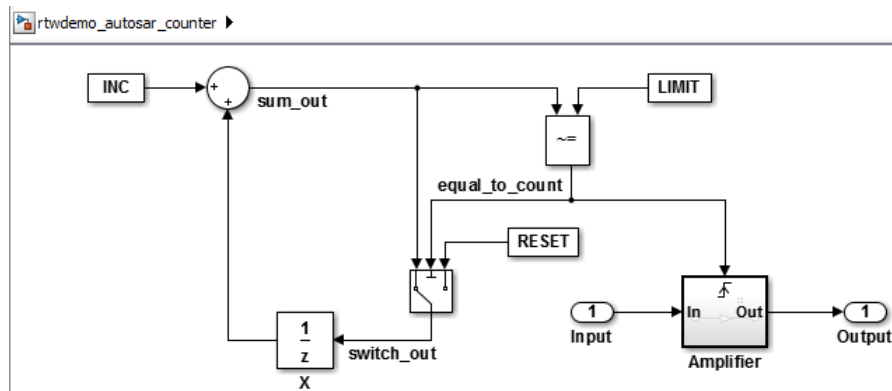 rtwdemo_autosar_counter
INC
+
+
sum_out
LIMIT
~=
equal_to_count
RESET
1
z
X
switch_out
1
Input
In
Out
Amplifier
1
Output